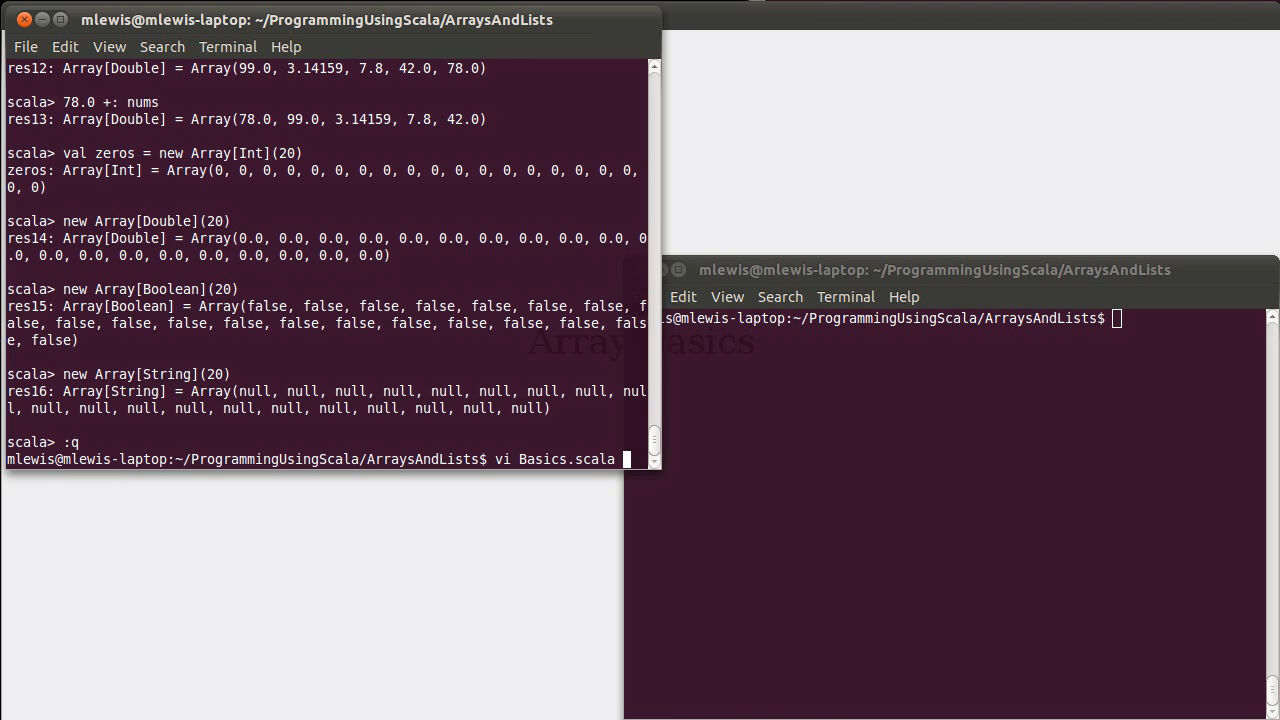 mlewis@mlewis-laptop: ~/ProgrammingUsingScala/ArraysAndLists
File Edit View Search Terminal Help
res12: Array[Double] = Array(99.0, 3.14159, 7.8, 42.0, 78.0)
scala> 78.0 +: nums
res13: Array[Double] = Array(78.0, 99.0, 3.14159, 7.8, 42.0)
scala> val zeros = new Array[Int](20)
zeros: Array[Int] = Array(0, 0, 0, 0, 0, 0, 0, 0, 0, 0, 0, 0, 0, 0, 0, 0, 0, 0,
0, 0)
scala> new Array[Double](20)
res14: Array[Double] = Array(0.0, 0.0, 0.0, 0.0, 0.0, 0.0, 0.0, 0.0, 0.0, 0.0, 0
.0, 0.0, 0.0, 0.0, 0.0, 0.0, 0.0, 0.0, 0.0, 0.0)
scala> new Array[Boolean](20)
res15: Array[Boolean] = Array(false, false, false, false, false, false, false, f
alse, false, false, false, false, false, false, false, false, false, false, fals
e, false)
scala> new Array[String](20)
res16: Array[String] = Array(null, null, null, null, null, null, null, null, nul
l, null, null, null, null, null, null, null, null, null, null, null)
scala> :q
mlewis@mlewis-laptop:~/ProgrammingUsingScala/ArraysAndLists$ vi Basics.scala
mlewis@mlewis-laptop: ~/ProgrammingUsingScala/ArraysAndLists
Edit View Search Terminal Help
is@mlewis-laptop:~/ProgrammingUsingScala/ArraysAndLists$
Array Basics